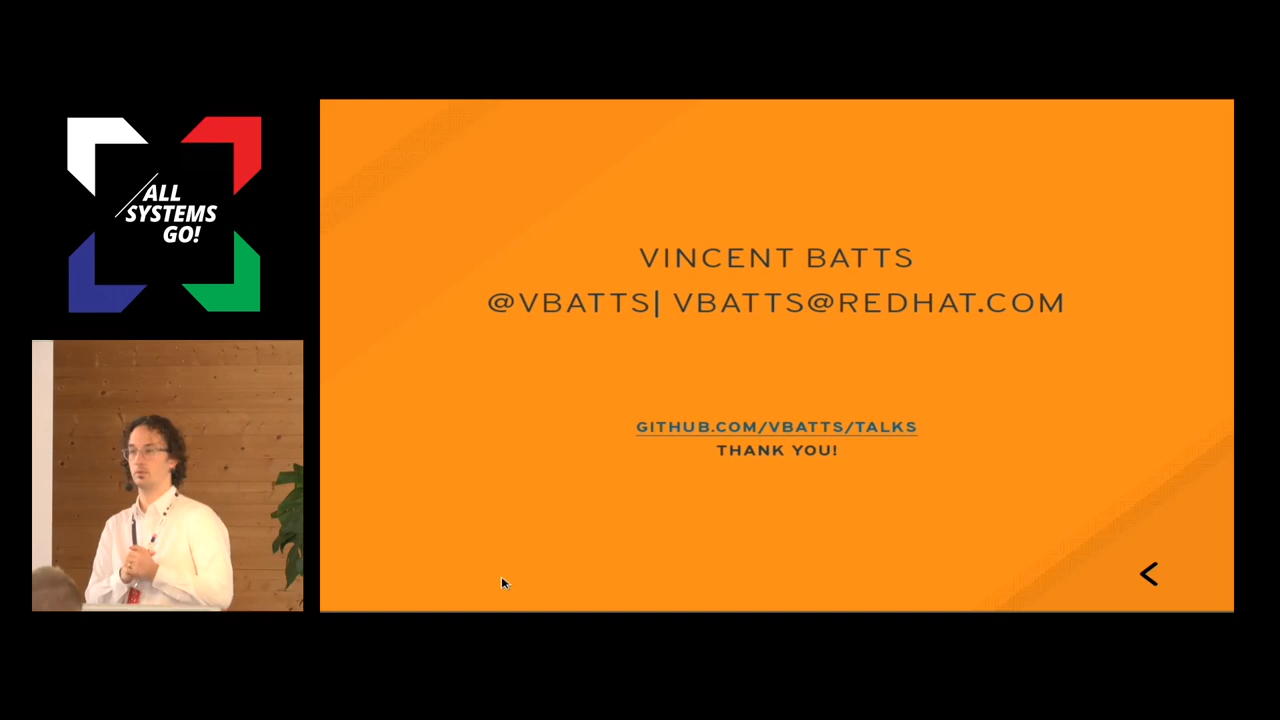 ALL
SYSTEMS
GO!
VINCENT BATTS
@VBATTS| VBATTS@REDHAT.COM
GITHUB.COM/VBATTS/TALKS
THANK YOU!